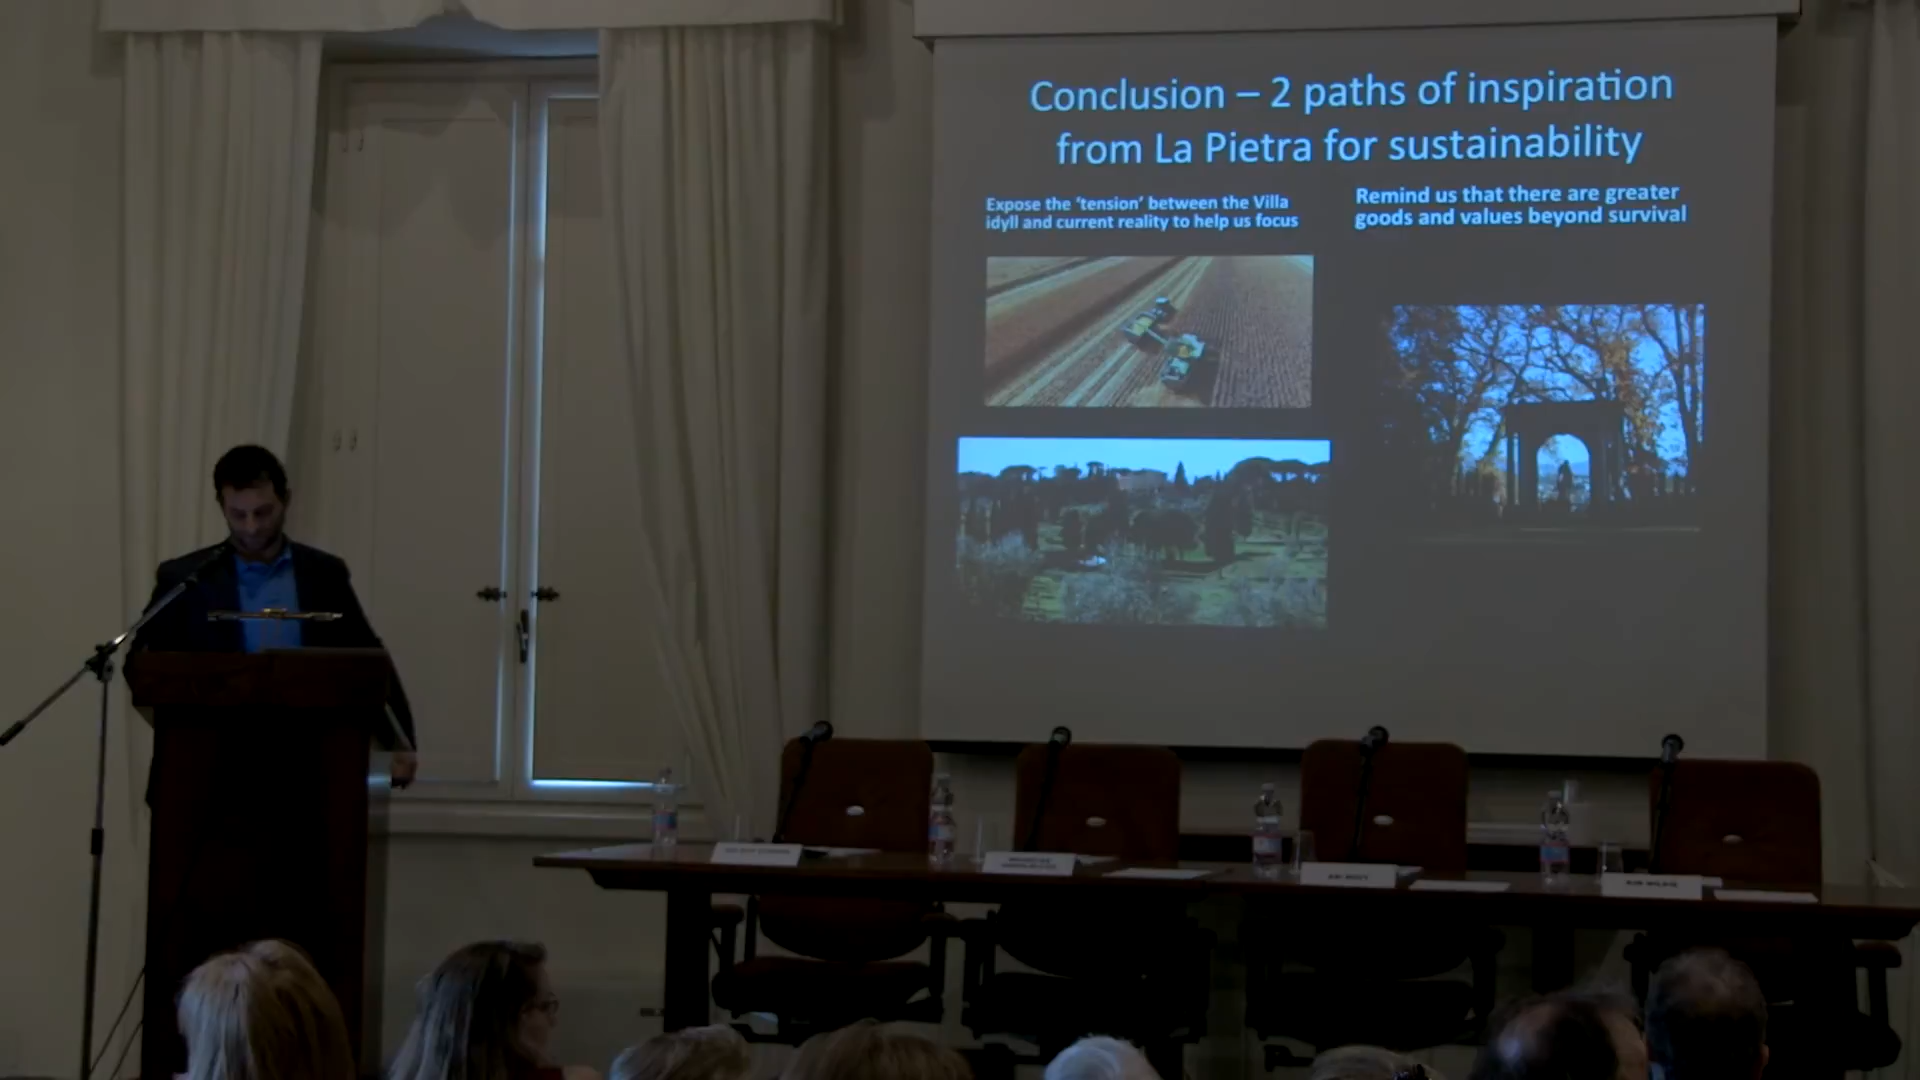 Conclusion – 2 paths of inspiration
from La Pietra for sustainability
Expose the ‘tension’ between the Villa
idyll and current reality to help us focus
Remind us that there are greater
goods and values beyond survival